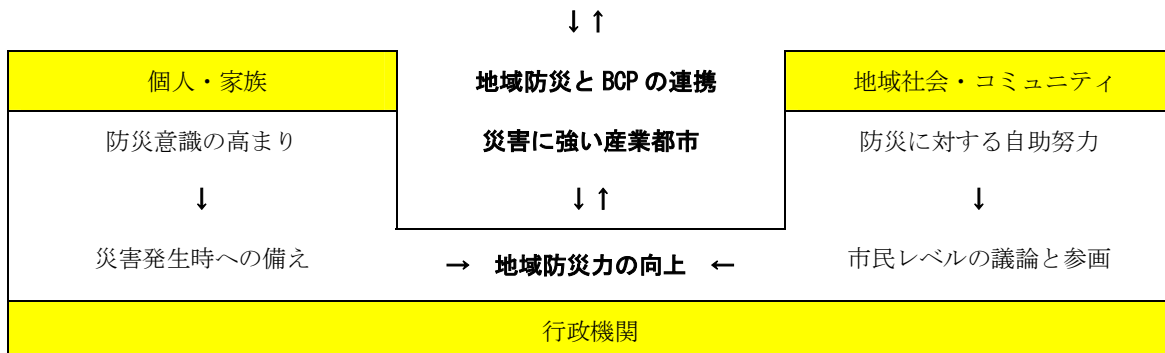 ↓↑
個人・家族 地域防災とBCPの連携 地域社会・コミュニティ
防災意識の高まり 災害に強い産業都市 防災に対する自助努力
↓ ↓↑ ↓
災害発生時への備え → 地域防災力の向上 ← 市民レベルの議論と参画
行政機関